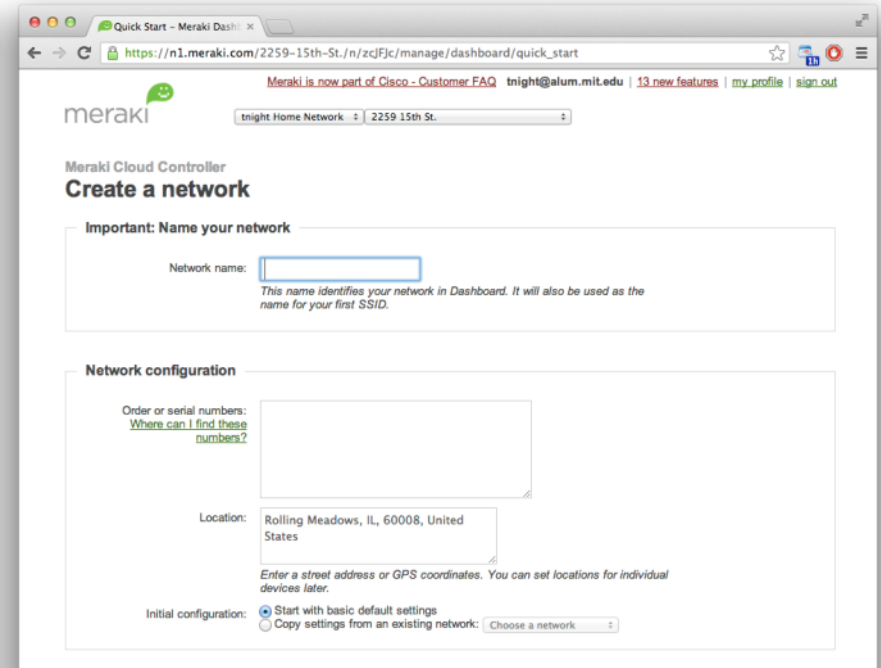 Quick Start – Meraki Dash
https://n1.meraki.com/2259-15th-St./n/zcJFJc/manage/dashboard/quick_start
1h
Meraki is now part of Cisco - Customer FAQ tnight@alum.mit.edu | 13 new features | my profile | sign out
meraki
tnight Home Network 2259 15th St.
Meraki Cloud Controller
Create a network
Important: Name your network
Network name:
This name identifies your network in Dashboard. It will also be used as the
name for your first SSID.
Network configuration
Order or serial numbers:
Where can I find these
numbers?
Location:
Rolling Meadows, IL, 60008, United
States
Enter a street address or GPS coordinates. You can set locations for individual
devices later.
Initial configuration:
Start with basic default settings
Copy settings from an existing network: Choose a network